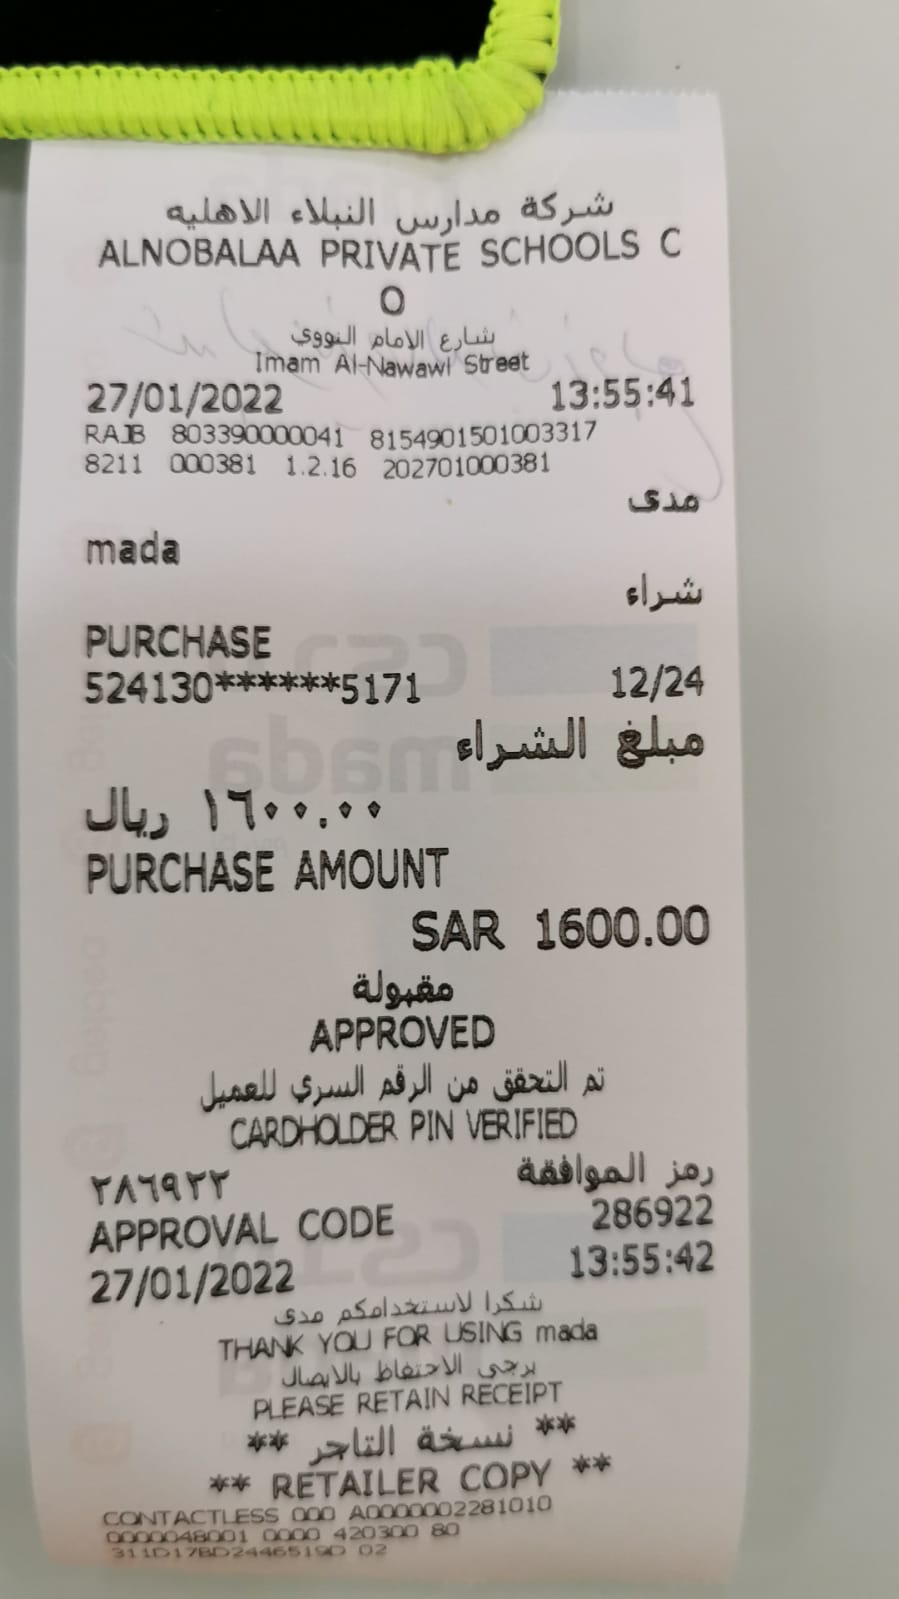 شركة مدارس النبلاء الاهليه
ALNOBALAA PRIVATE SCHOOLS C
O
شارع الامام النووي
Imam Al-Nawawi Street
27/01/2022 13:55:41
RAJB 803390000041 8154901501003317
8211 000381 1.2.16 202701000381
مدى
mada
شراء
PURCHASE
524130******5171 12/24
مبلغ الشراء
١٦٠٠.٠٠ ريال
PURCHASE AMOUNT
SAR 1600.00
مقبولة
APPROVED
تم التحقق من الرقم السري للعميل
CARDHOLDER PIN VERIFIED
رمز الموافقة ٢٨٦٩٢٢
APPROVAL CODE 286922
27/01/2022 13:55:42
شكرا لاستخدامكم مدى
THANK YOU FOR USING mada
يرجى الاحتفاظ بالايصال
PLEASE RETAIN RECEIPT
** نسخة التاجر **
** RETAILER COPY **
CONTACTLESS 000 A0000002281010
0000048001 0000 420300 80
311D17BD2446519D 02